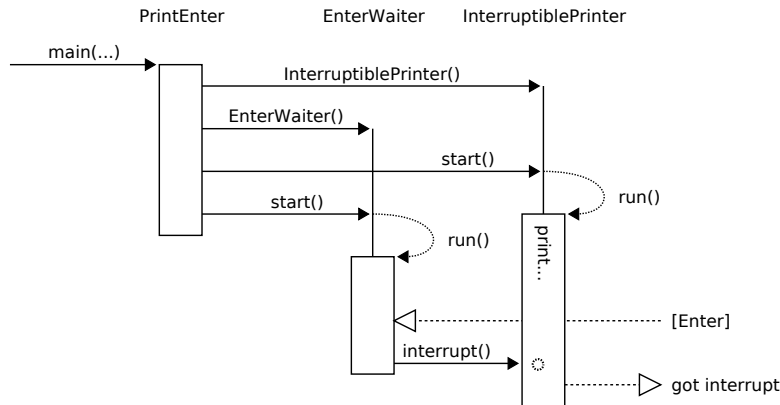 PrintEnter EnterWaiter InterruptiblePrinter
main(...)
InterruptiblePrinter()
EnterWaiter()
start()
run()
start()
run()
print...
[Enter]
interrupt()
got interrupt